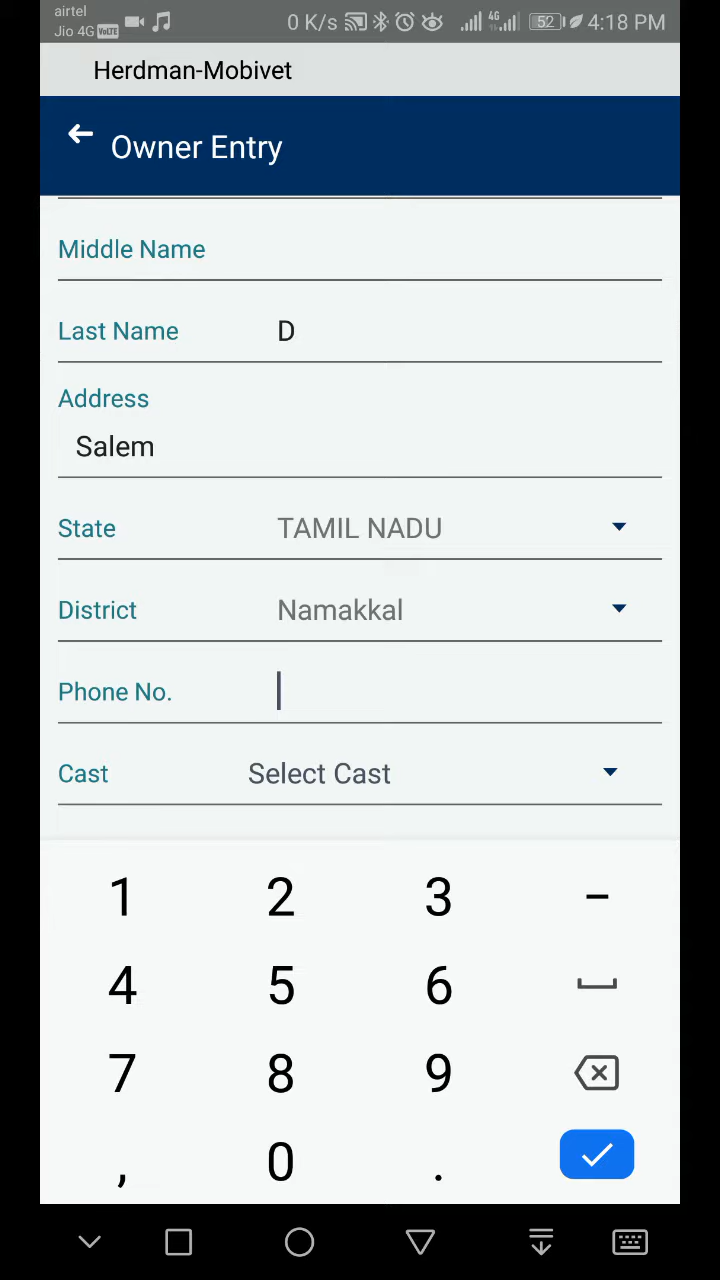 airtel
Jio 4G VoLTE 0 K/s 4G 52 4:18 PM
Herdman-Mobivet
Owner Entry
Middle Name
Last Name D
Address
Salem
State TAMIL NADU
District Namakkal
Phone No.
Cast Select Cast
1 2 3 –
4 5 6
7 8 9
, 0 .